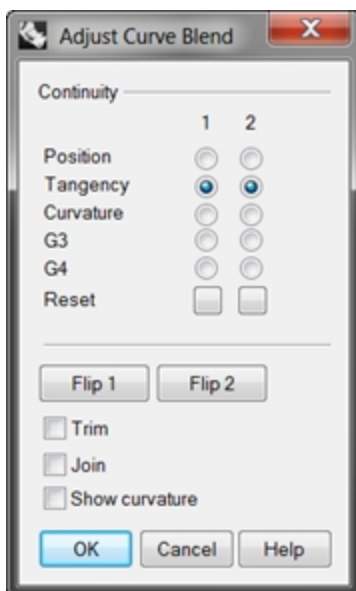 Adjust Curve Blend
Continuity
1 2
Position
Tangency
Curvature
G3
G4
Reset
Flip 1 Flip 2
Trim
Join
Show curvature
OK Cancel Help